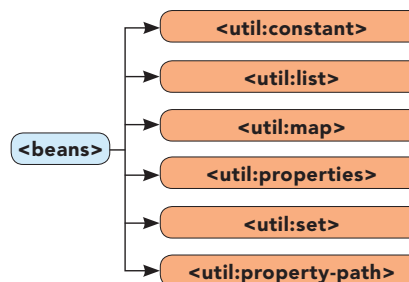 <util:constant>
<util:list>
<util:map>
<beans>
<util:properties>
<util:set>
<util:property-path>